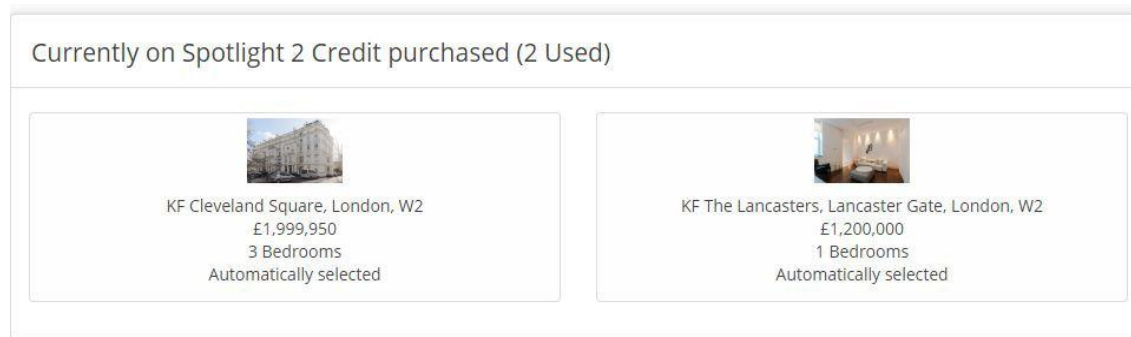 Currently on Spotlight 2 Credit purchased (2 Used)
KF Cleveland Square, London, W2
£1,999,950
3 Bedrooms
Automatically selected
KF The Lancasters, Lancaster Gate, London, W2
£1,200,000
1 Bedrooms
Automatically selected